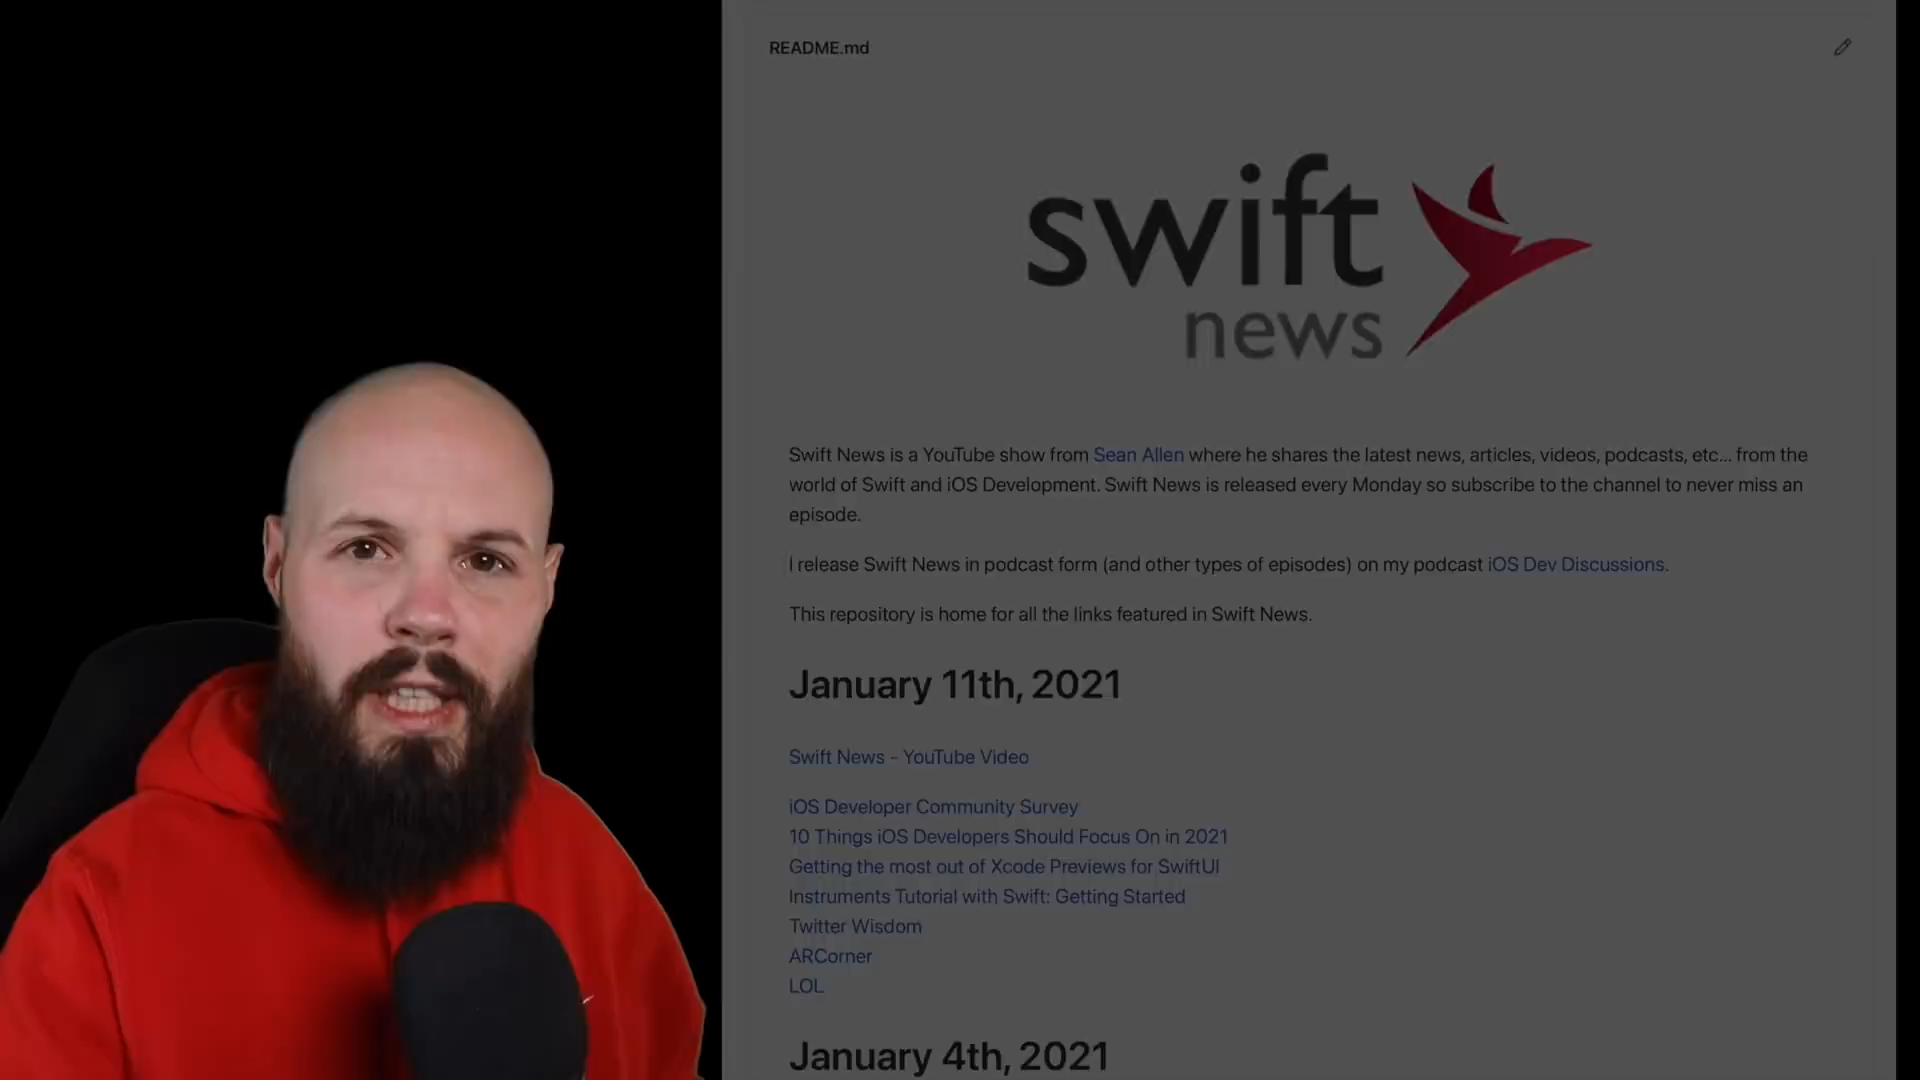 README.md
swift
news
Swift News is a YouTube show from Sean Allen where he shares the latest news, articles, videos, podcasts, etc... from the
world of Swift and iOS Development. Swift News is released every Monday so subscribe to the channel to never miss an
episode.
I release Swift News in podcast form (and other types of episodes) on my podcast iOS Dev Discussions.
This repository is home for all the links featured in Swift News.
January 11th, 2021
Swift News - YouTube Video
iOS Developer Community Survey
10 Things iOS Developers Should Focus On in 2021
Getting the most out of Xcode Previews for SwiftUI
Instruments Tutorial with Swift: Getting Started
Twitter Wisdom
ARCorner
LOL
January 4th, 2021